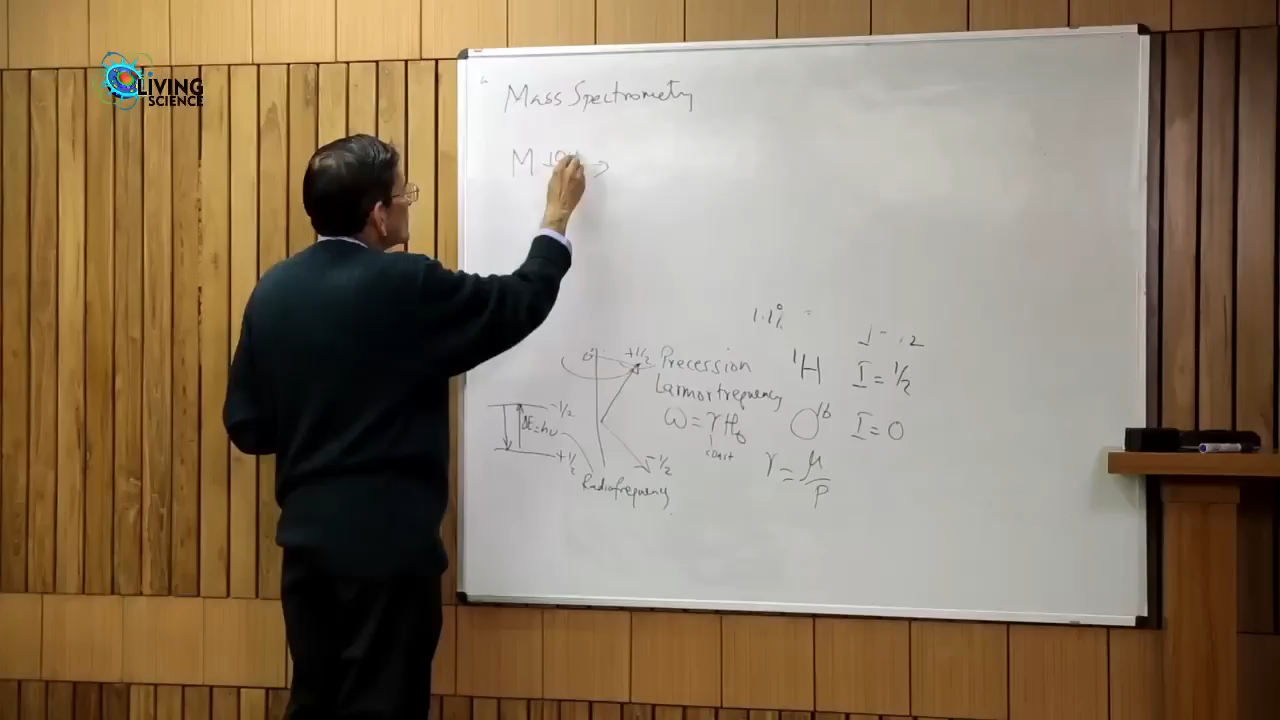 LIVING
SCIENCE
Mass Spectrometry
M →
1.1%
¹H I = ½
+½ Precession
Larmor frequency
ω = γH₀
const
O¹⁶ I = 0
γ = μ/p
-½
ΔE = hν
+½
-½
Radiofrequency